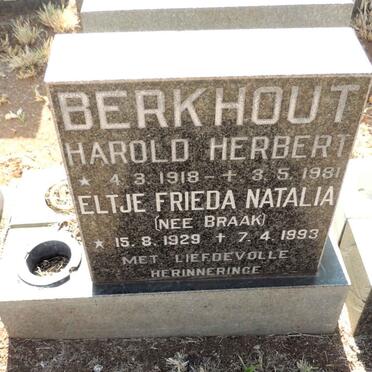 BERKHOUT
HAROLD HERBERT
★ 4.3.1918 - ✝ 3.5.1981
ELTJE FRIEDA NATALIA
(NEE BRAAK)
★ 15.8.1929 ✝ 7.4.1993
MET LIEFDEVOLLE
HERINNERINGE